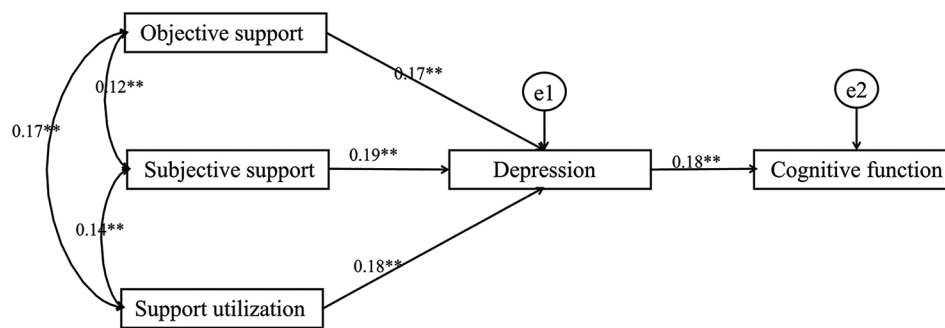 Objective support
0.17**
0.12**
e1
e2
0.17**
Subjective support
0.19**
Depression
0.18**
Cognitive function
0.14**
0.18**
Support utilization